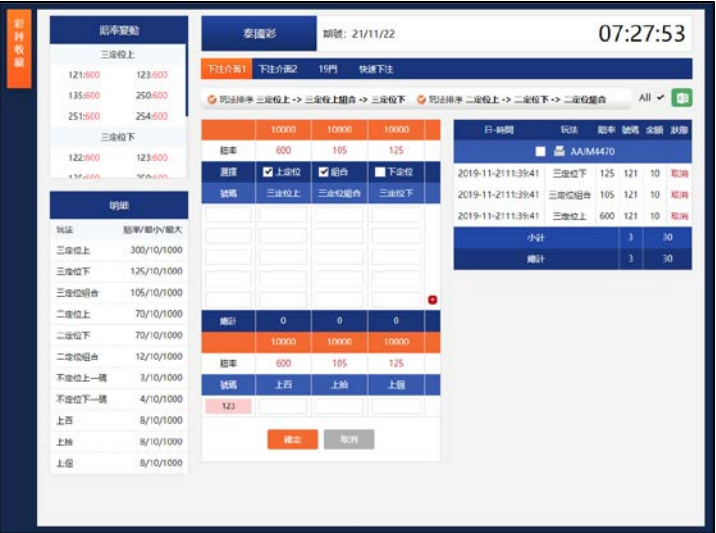 彩种收藏
賠率變動
三定位上
121:600 123:600
135:600 250:600
251:600 254:600
三定位下
122:600 123:600
明細
玩法 賠率/最小/最大
三定位上 300/10/1000
三定位下 125/10/1000
三定位組合 105/10/1000
二定位上 70/10/1000
二定位下 70/10/1000
二定位組合 12/10/1000
不定位上一碼 3/10/1000
不定位下一碼 4/10/1000
上百 8/10/1000
上拾 8/10/1000
上個 8/10/1000
泰國彩 期號: 21/11/22 07:27:53
下注介面1 下注介面2 19門 快速下注
玩法排序 三定位上 -> 三定位上組合 -> 三定位下 玩法排序 二定位上 -> 二定位下 -> 二定位組合 All
10000 10000 10000
賠率 600 105 125
選擇 上定位 組合 下定位
號碼 三定位上 三定位組合 三定位下
總計 0 0 0
10000 10000 10000
賠率 600 105 125
號碼 上百 上拾 上個
123
確定 取消
日-時間 玩法 賠率 號碼 金額 狀態
AAJM4470
2019-11-2111:39:41 三定位下 125 121 10 取消
2019-11-2111:39:41 三定位組合 105 121 10 取消
2019-11-2111:39:41 三定位上 600 121 10 取消
小計 3 30
總計 3 30